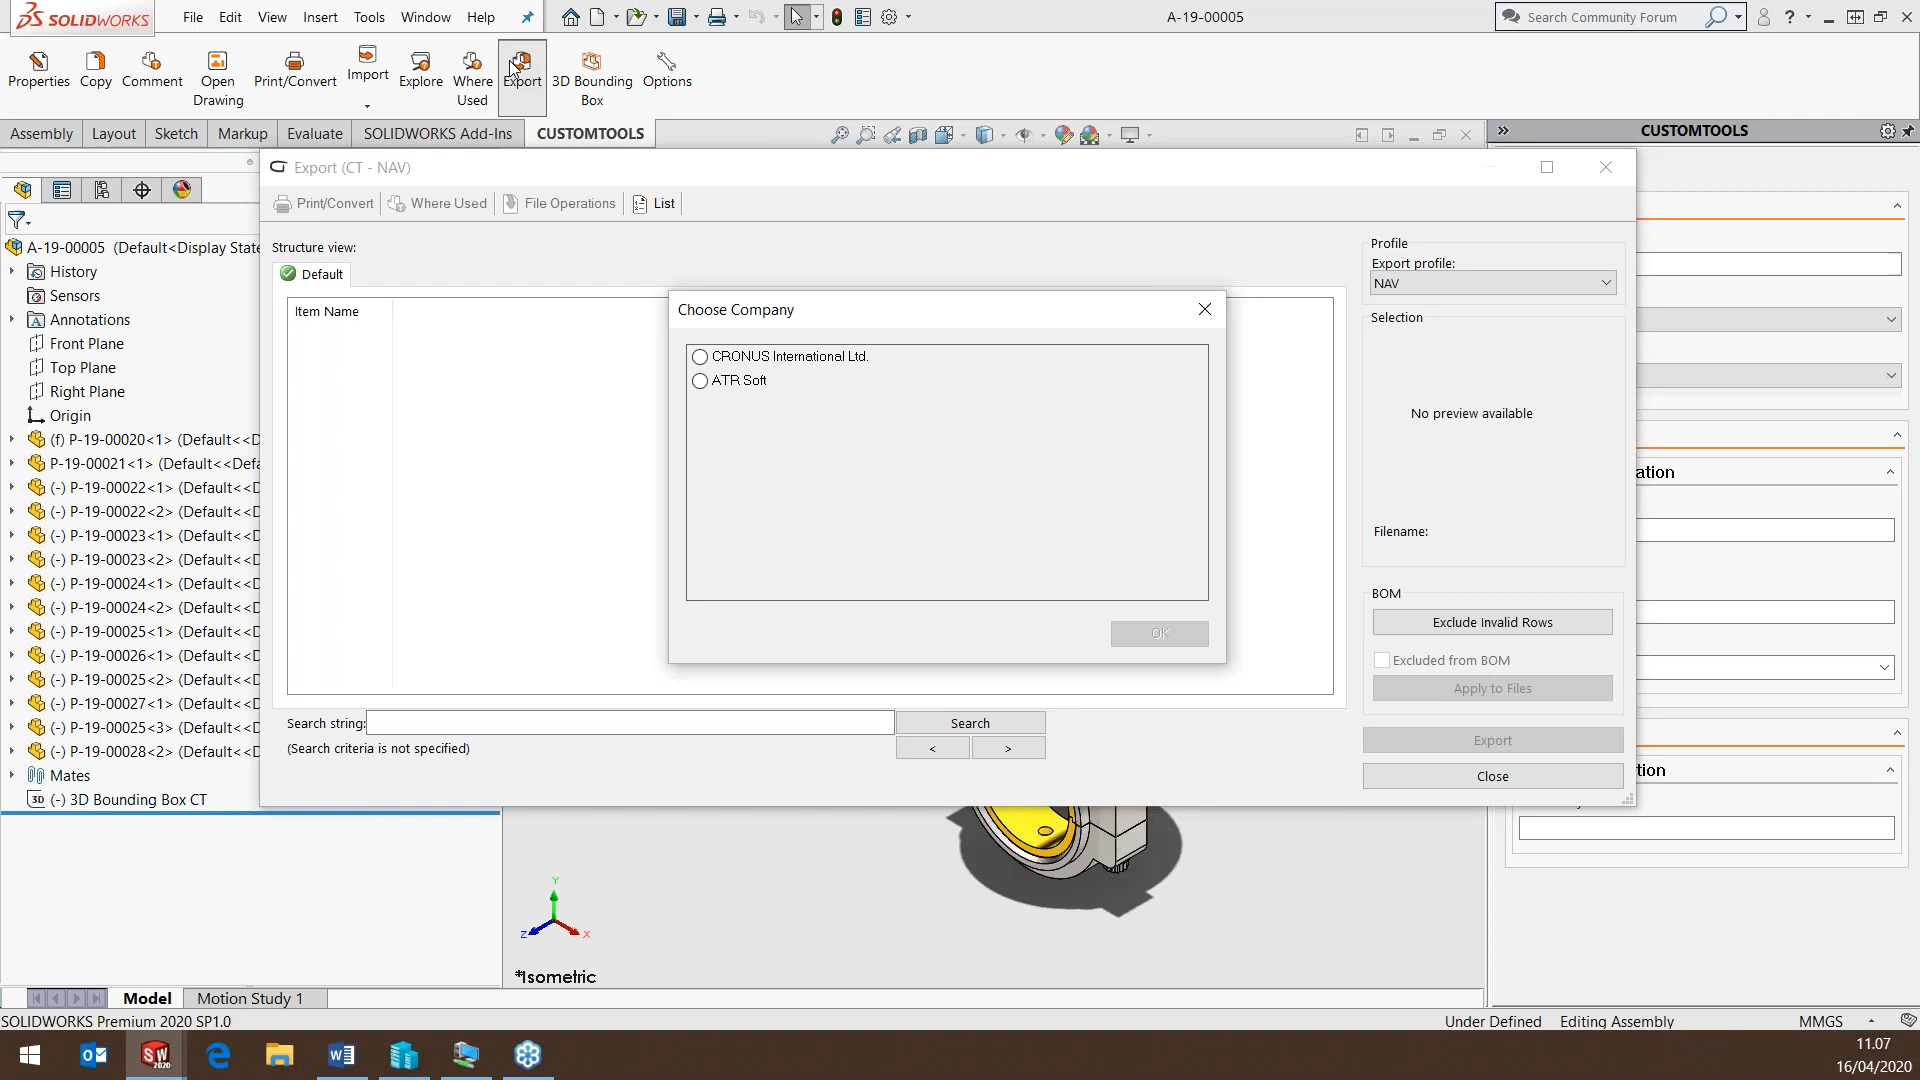 SOLIDWORKS
File Edit View Insert Tools Window Help
A-19-00005
Search Community Forum
?
Properties Copy Comment Open Drawing Print/Convert Import Explore Where Used Export 3D Bounding Box Options
Assembly Layout Sketch Markup Evaluate SOLIDWORKS Add-Ins CUSTOMTOOLS
CUSTOMTOOLS
Export (CT - NAV)
Print/Convert Where Used File Operations List
Structure view:
Default
Item Name
Profile
Export profile:
NAV
Selection
No preview available
Filename:
BOM
Exclude Invalid Rows
Excluded from BOM
Apply to Files
Export
Close
Choose Company
CRONUS International Ltd.
ATR Soft
OK
Search string:
Search
(Search criteria is not specified)
< >
A-19-00005 (Default<Display State
History
Sensors
Annotations
Front Plane
Top Plane
Right Plane
Origin
(f) P-19-00020<1> (Default<<D
P-19-00021<1> (Default<<Defa
(-) P-19-00022<1> (Default<<D
(-) P-19-00022<2> (Default<<D
(-) P-19-00023<1> (Default<<D
(-) P-19-00023<2> (Default<<D
(-) P-19-00024<1> (Default<<D
(-) P-19-00024<2> (Default<<D
(-) P-19-00025<1> (Default<<D
(-) P-19-00026<1> (Default<<D
(-) P-19-00025<2> (Default<<D
(-) P-19-00027<1> (Default<<D
(-) P-19-00025<3> (Default<<D
(-) P-19-00028<2> (Default<<D
Mates
3D (-) 3D Bounding Box CT
ation
tion
Y
Z X
*Isometric
Model Motion Study 1
SOLIDWORKS Premium 2020 SP1.0
Under Defined Editing Assembly MMGS
SW 2020
11.07
16/04/2020